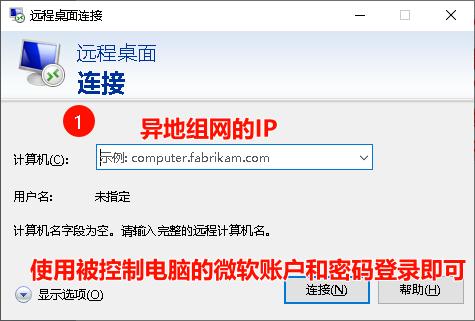 远程桌面连接
远程桌面
连接
1
异地组网的IP
计算机(C):
示例: computer.fabrikam.com
用户名:
未指定
计算机名字段为空。请输入完整的远程计算机名。
使用被控制电脑的微软账户和密码登录即可
显示选项(O)
连接(N)
帮助(H)